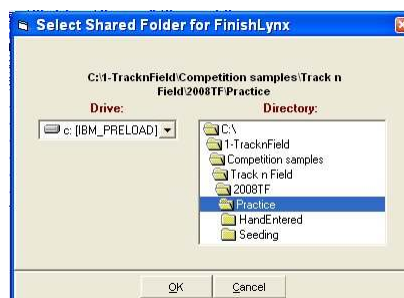 Select Shared Folder for FinishLynx
C:\1-TracknField\Competition samples\Track n
Field\2008TF\Practice
Drive:
Directory:
c: [IBM_PRELOAD]
C:\
1-TracknField
Competition samples
Track n Field
2008TF
Practice
HandEntered
Seeding
OK
Cancel